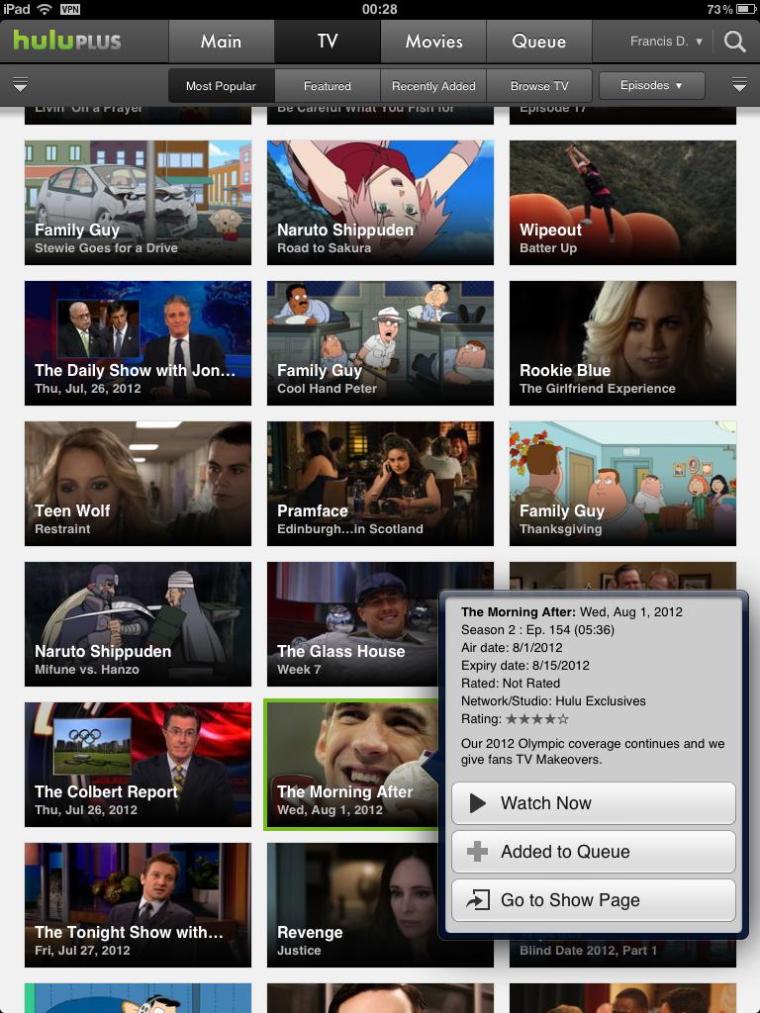 iPad VPN 00:28 73%
huluPLUS Main TV Movies Queue Francis D. ▼
Most Popular Featured Recently Added Browse TV Episodes ▼
Livin' On a Prayer Be Careful What You Fish for Episode 17
Family Guy
Stewie Goes for a Drive
Naruto Shippuden
Road to Sakura
Wipeout
Batter Up
The Daily Show with Jon...
Thu, Jul, 26, 2012
Family Guy
Cool Hand Peter
Rookie Blue
The Girlfriend Experience
Teen Wolf
Restraint
Pramface
Edinburgh...in Scotland
Family Guy
Thanksgiving
Naruto Shippuden
Mifune vs. Hanzo
The Glass House
Week 7
The Colbert Report
Thu, Jul 26, 2012
The Morning After
Wed, Aug 1, 2012
The Morning After: Wed, Aug 1, 2012
Season 2 : Ep. 154 (05:36)
Air date: 8/1/2012
Expiry date: 8/15/2012
Rated: Not Rated
Network/Studio: Hulu Exclusives
Rating: ★★★★☆
Our 2012 Olympic coverage continues and we
give fans TV Makeovers.
Watch Now
Added to Queue
Go to Show Page
The Tonight Show with...
Fri, Jul 27, 2012
Revenge
Justice
Blind Date 2012, Part 1